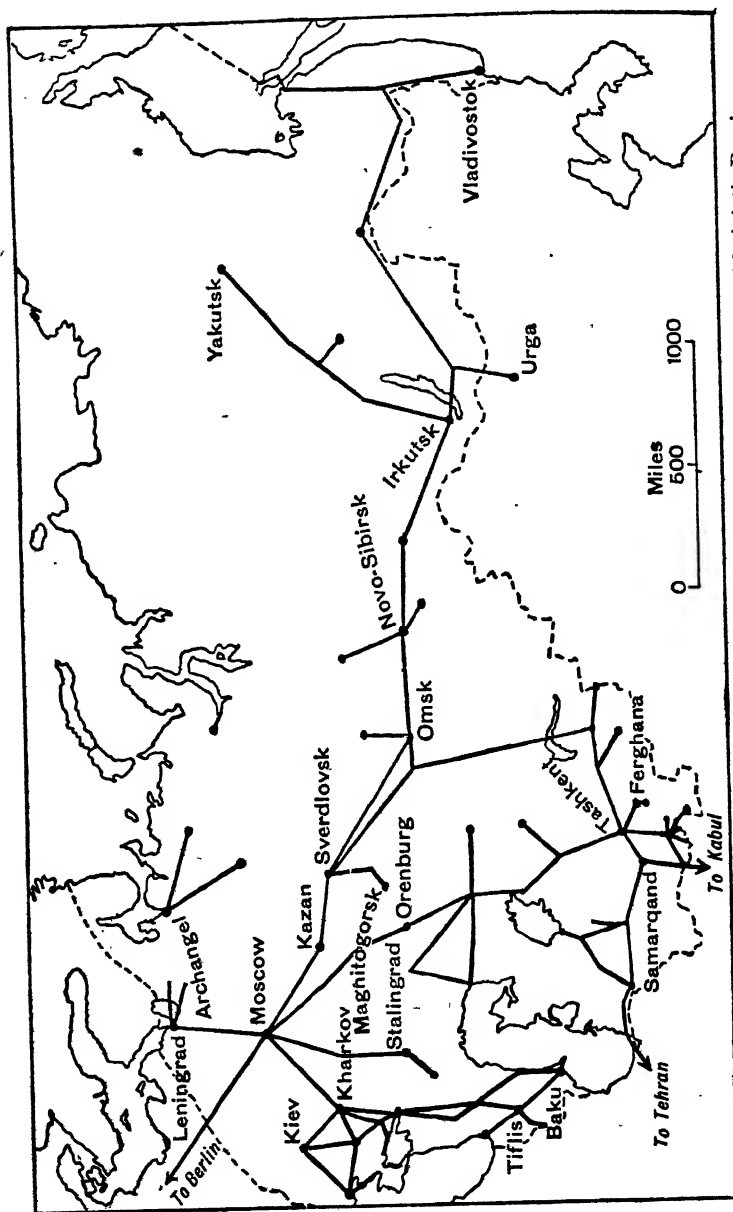 Leningrad
Archangel
To Berlin
Moscow
Kazan
Sverdlovsk
Omsk
Novo-Sibirsk
Irkutsk
Yakutsk
Vladivostok
Urga
Kiev
Kharkov
Stalingrad
Maghitogorsk
Orenburg
Tiflis
Baku
To Tehran
Samarqand
Tashkent
Ferghana
To Kabul
Miles
0 500 1000